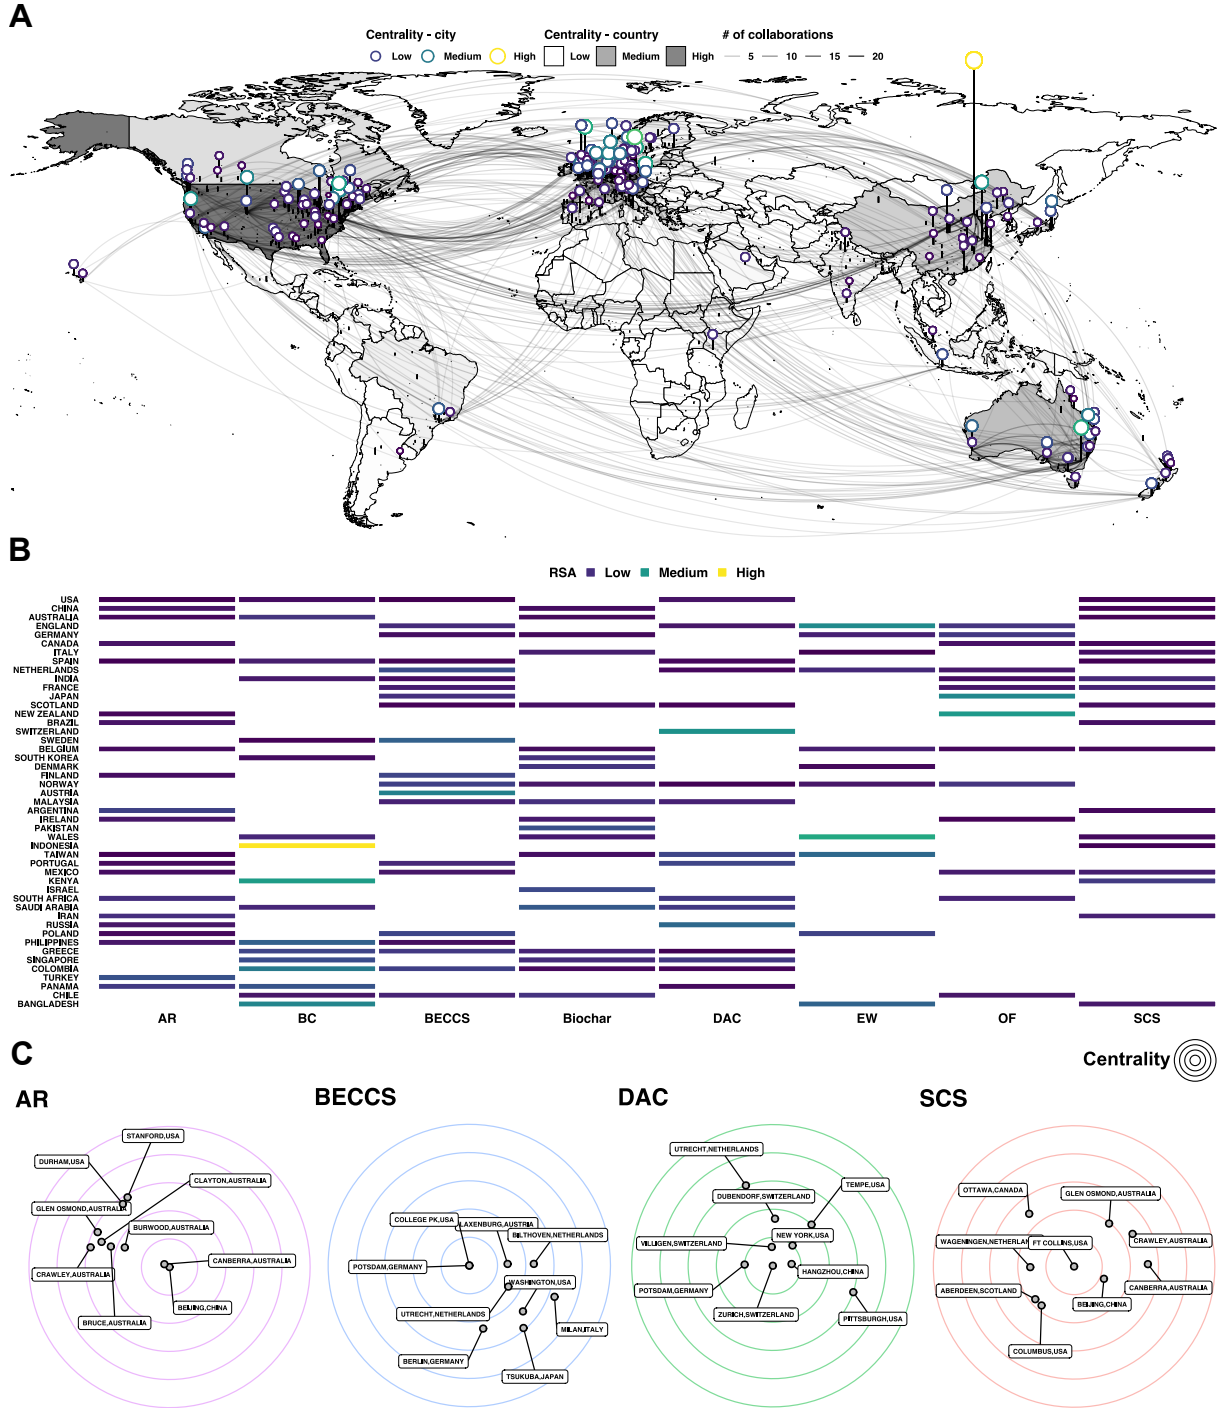 A
Centrality - city
Centrality - country
# of collaborations
Low Medium High
Low Medium High
5 10 15 20
B
RSA Low Medium High
USA
CHINA
AUSTRALIA
ENGLAND
GERMANY
CANADA
ITALY
SPAIN
NETHERLANDS
INDIA
FRANCE
JAPAN
SCOTLAND
NEW ZEALAND
BRAZIL
SWITZERLAND
SWEDEN
BELGIUM
SOUTH KOREA
DENMARK
FINLAND
NORWAY
AUSTRIA
MALAYSIA
ARGENTINA
IRELAND
PAKISTAN
WALES
INDONESIA
TAIWAN
PORTUGAL
MEXICO
KENYA
ISRAEL
SOUTH AFRICA
SAUDI ARABIA
IRAN
RUSSIA
POLAND
PHILIPPINES
GREECE
SINGAPORE
COLOMBIA
TURKEY
PANAMA
CHILE
BANGLADESH
AR BC BECCS Biochar DAC EW OF SCS
C
Centrality
AR
STANFORD,USA
DURHAM,USA
CLAYTON,AUSTRALIA
GLEN OSMOND,AUSTRALIA
BURWOOD,AUSTRALIA
CANBERRA,AUSTRALIA
CRAWLEY,AUSTRALIA
BEIJING,CHINA
BRUCE,AUSTRALIA
BECCS
COLLEGE PK,USA
LAXENBURG,AUSTRIA
BILTHOVEN,NETHERLANDS
POTSDAM,GERMANY
WASHINGTON,USA
UTRECHT,NETHERLANDS
MILAN,ITALY
BERLIN,GERMANY
TSUKUBA,JAPAN
DAC
UTRECHT,NETHERLANDS
TEMPE,USA
DUBENDORF,SWITZERLAND
NEW YORK,USA
VILLIGEN,SWITZERLAND
HANGZHOU,CHINA
POTSDAM,GERMANY
ZURICH,SWITZERLAND
PITTSBURGH,USA
SCS
OTTAWA,CANADA
GLEN OSMOND,AUSTRALIA
WAGENINGEN,NETHERLAN
FT COLLINS,USA
CRAWLEY,AUSTRALIA
CANBERRA,AUSTRALIA
ABERDEEN,SCOTLAND
BEIJING,CHINA
COLUMBUS,USA